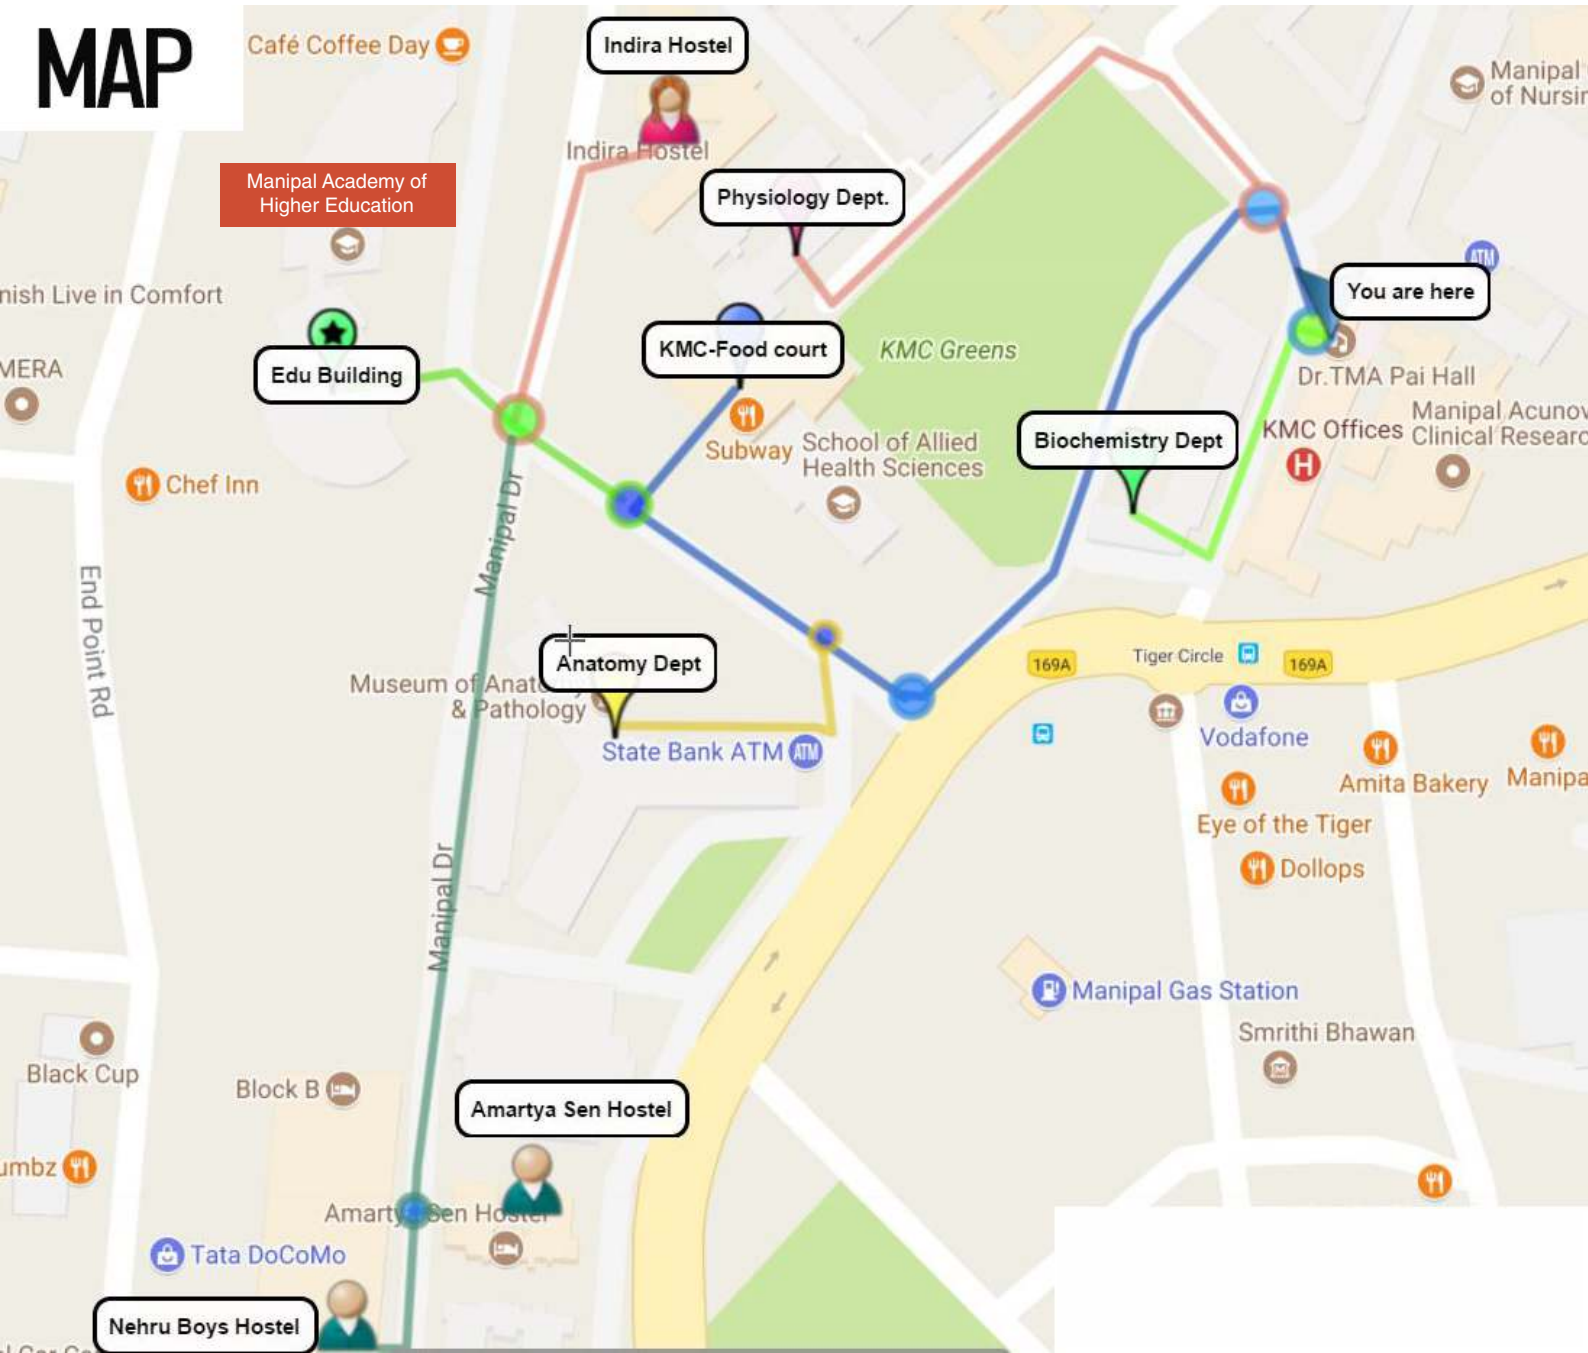 MAP
Café Coffee Day
Indira Hostel
Manipal
of Nursin
Indira Hostel
Manipal Academy of
Higher Education
Physiology Dept.
ATM
nish Live in Comfort
You are here
KMC-Food court
KMC Greens
Edu Building
MERA
Dr.TMA Pai Hall
Manipal Acunov
Clinical Researc
KMC Offices
H
Biochemistry Dept
Subway
School of Allied
Health Sciences
Chef Inn
Manipal Dr
End Point Rd
Anatomy Dept
Museum of Anatomy
& Pathology
169A
Tiger Circle
169A
State Bank ATM
ATM
Vodafone
Amita Bakery
Manipa
Eye of the Tiger
Dollops
Manipal Dr
Manipal Gas Station
Smrithi Bhawan
Black Cup
Block B
Amartya Sen Hostel
umbz
Amartya Sen Hostel
Tata DoCoMo
Nehru Boys Hostel